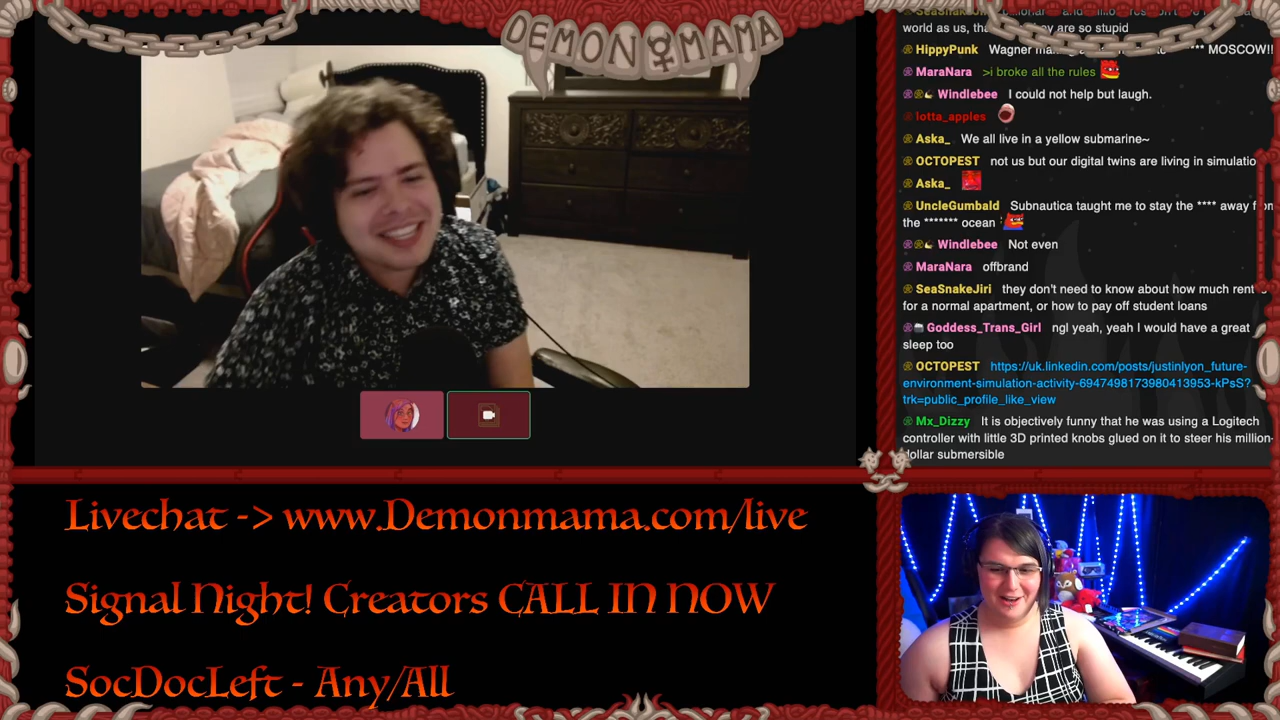 DEMON MAMA
world as us, tha
are so stupid
HippyPunk Wagner
**** MOSCOW!!
MaraNara >i broke all the rules
Windlebee I could not help but laugh.
lotta_apples
Aska_ We all live in a yellow submarine~
OCTOPEST not us but our digital twins are living in simulatio
Aska_
UncleGumbald Subnautica taught me to stay the **** away
the ******* ocean
Windlebee Not even
MaraNara offbrand
SeaSnakeJiri they don't need to know about how much rent
for a normal apartment, or how to pay off student loans
Goddess_Trans_Girl ngl yeah, yeah I would have a great
sleep too
OCTOPEST https://uk.linkedin.com/posts/justinlyon_future-
environment-simulation-activity-6947498173980413953-kPsS?
trk=public_profile_like_view
Mx_Dizzy It is objectively funny that he was using a Logitech
controller with little 3D printed knobs glued on it to steer his million-
dollar submersible
Livechat -> www.Demonmama.com/live
Signal Night! Creators CALL IN NOW
SocDocLeft - Any/All